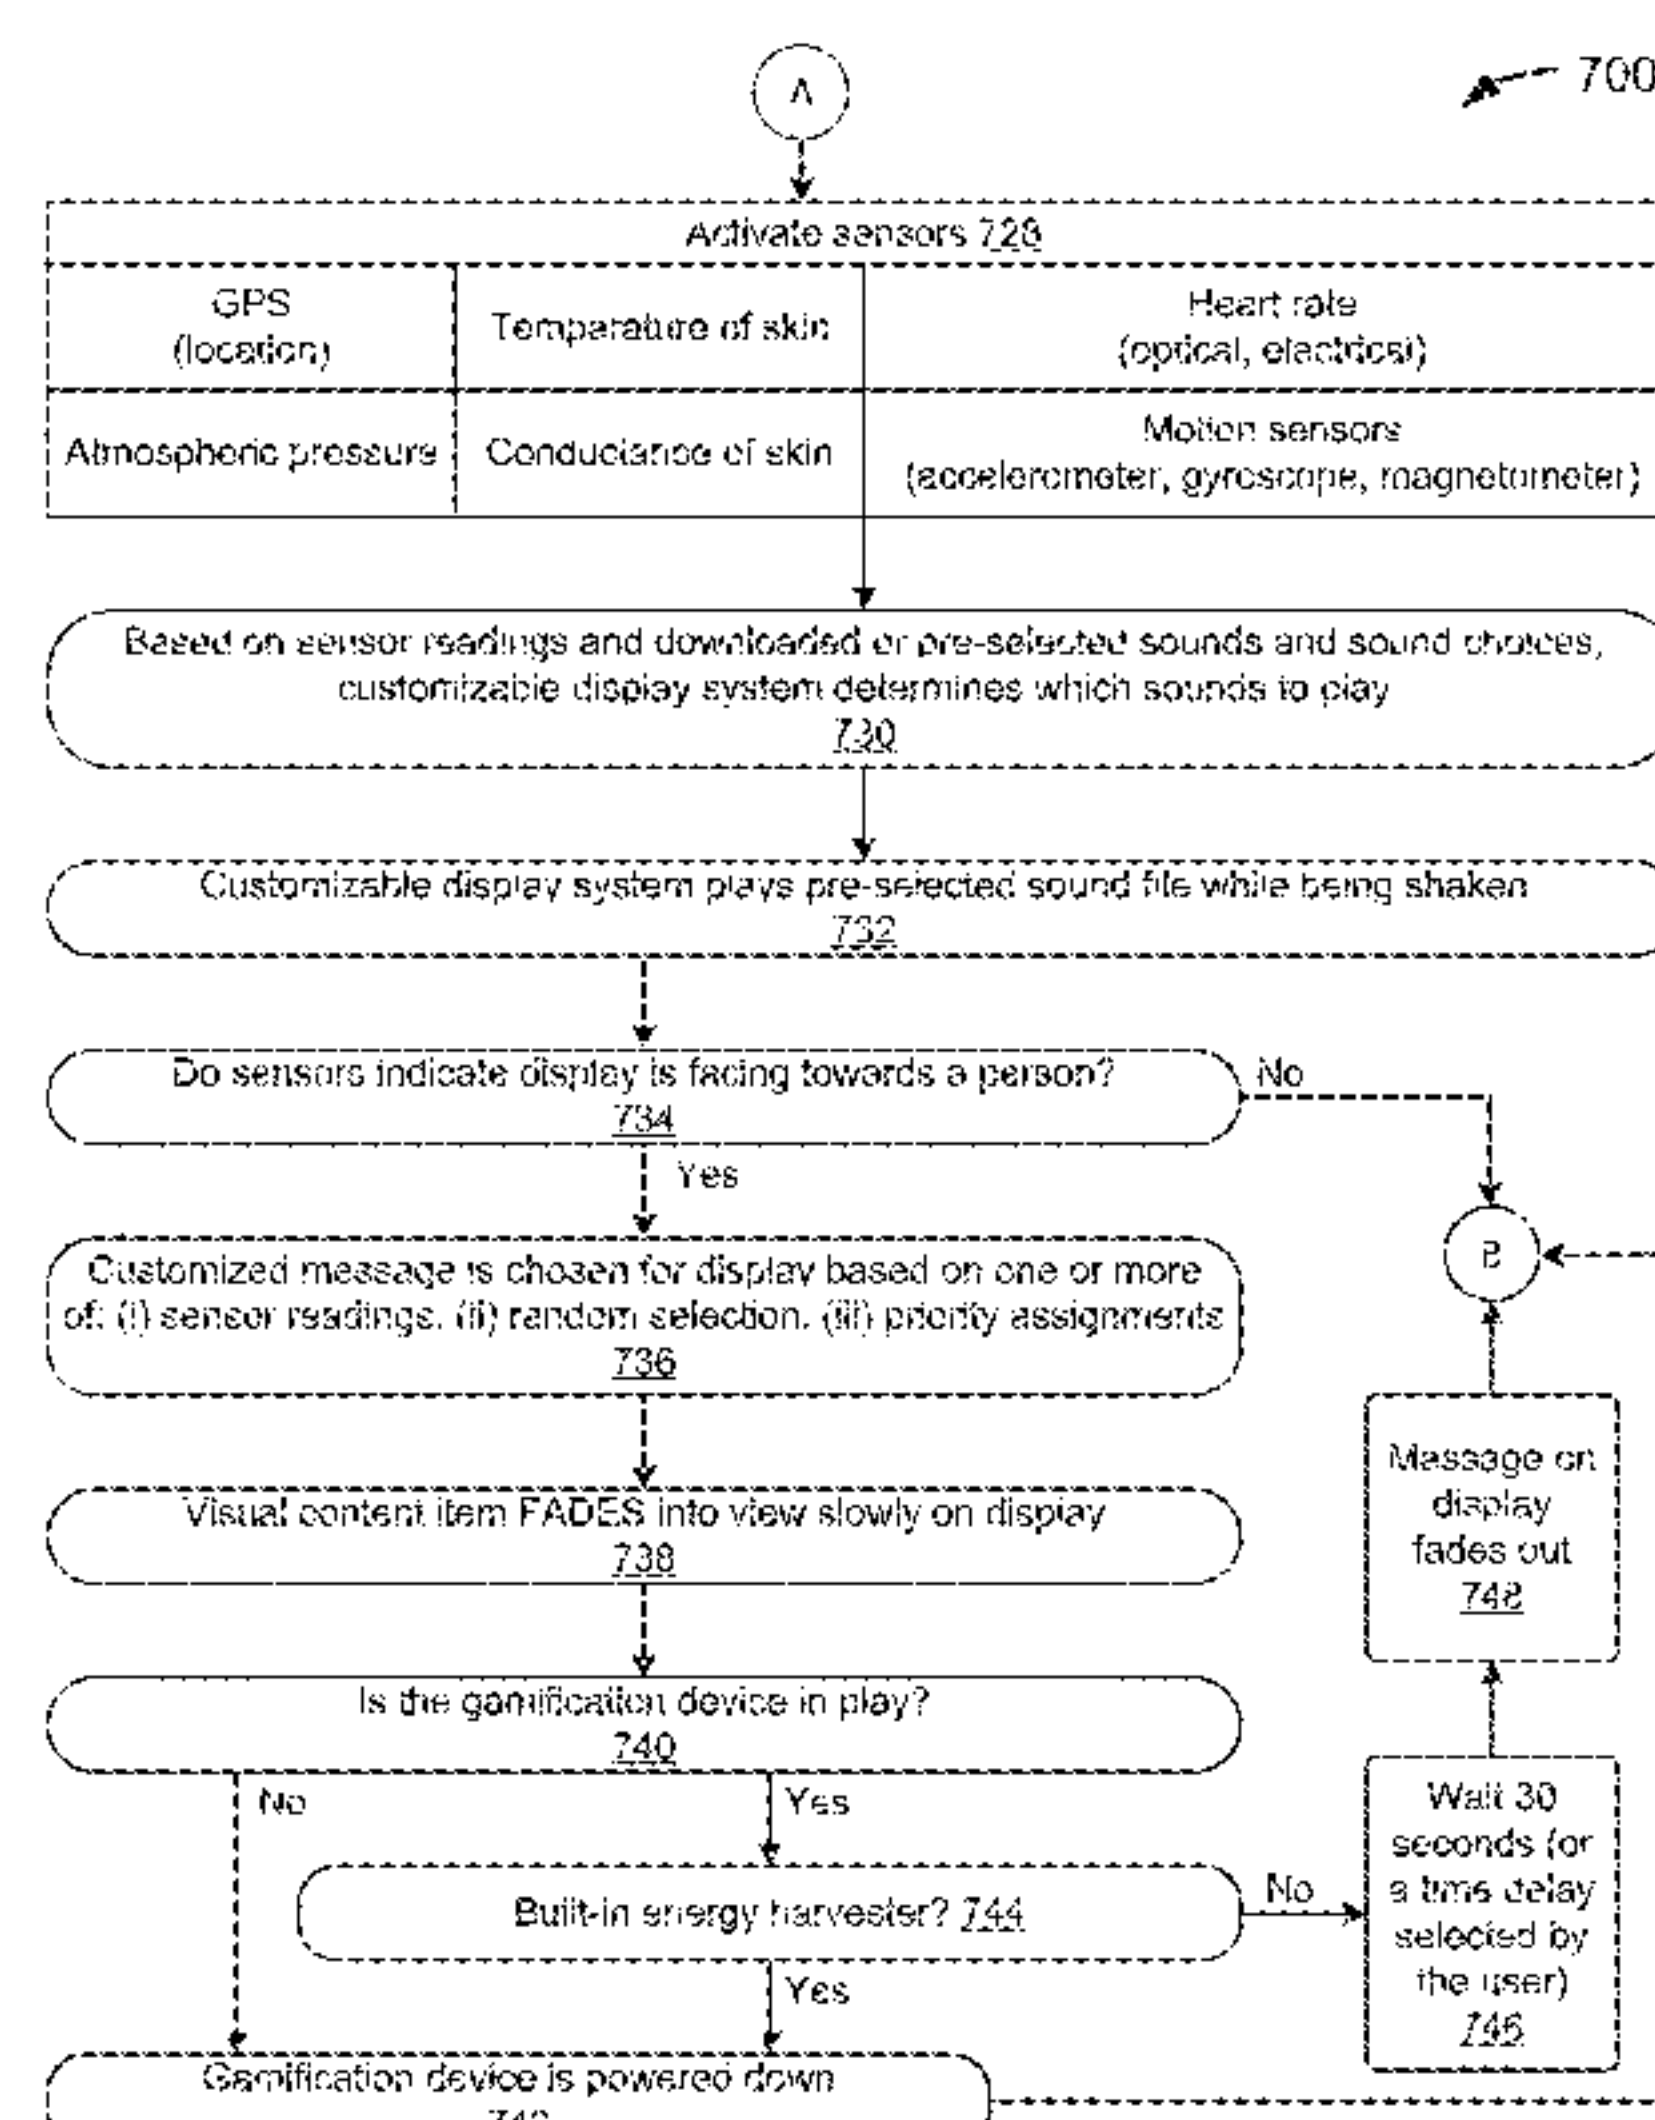 A
700
Activate sensors 728
GPS
(location)
Temperature of skin
Heart rate
(optical, electrical)
Atmospheric pressure
Conductance of skin
Motion sensors
(accelerometer, gyroscope, magnetometer)
Based on sensor readings and downloaded or pre-selected sounds and sound choices,
customizable display system determines which sounds to play
730
Customizable display system plays pre-selected sound file while being shaken
732
Do sensors indicate display is facing towards a person?
734
No
Yes
B
Customized message is chosen for display based on one or more
of: (i) sensor readings, (ii) random selection, (iii) priority assignments
736
Visual content item FADES into view slowly on display
738
Message on
display
fades out
748
Is the gamification device in play?
740
No
Yes
Built-in energy harvester? 744
No
Wait 30
seconds (or
a time delay
selected by
the user)
746
Yes
Gamification device is powered down
742